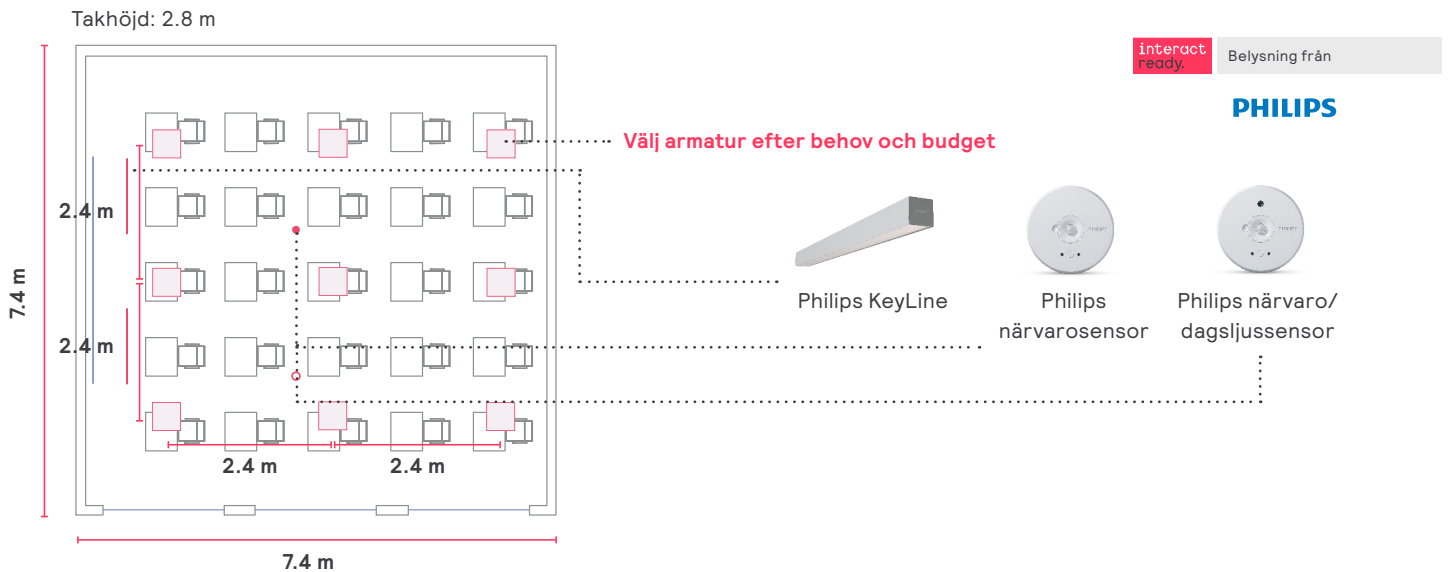 Takhöjd: 2.8 m
interact
ready.
Belysning från
PHILIPS
Välj armatur efter behov och budget
2.4 m
7.4 m
2.4 m
Philips KeyLine
Philips
närvarosensor
Philips närvaro/
dagsljussensor
2.4 m
2.4 m
7.4 m